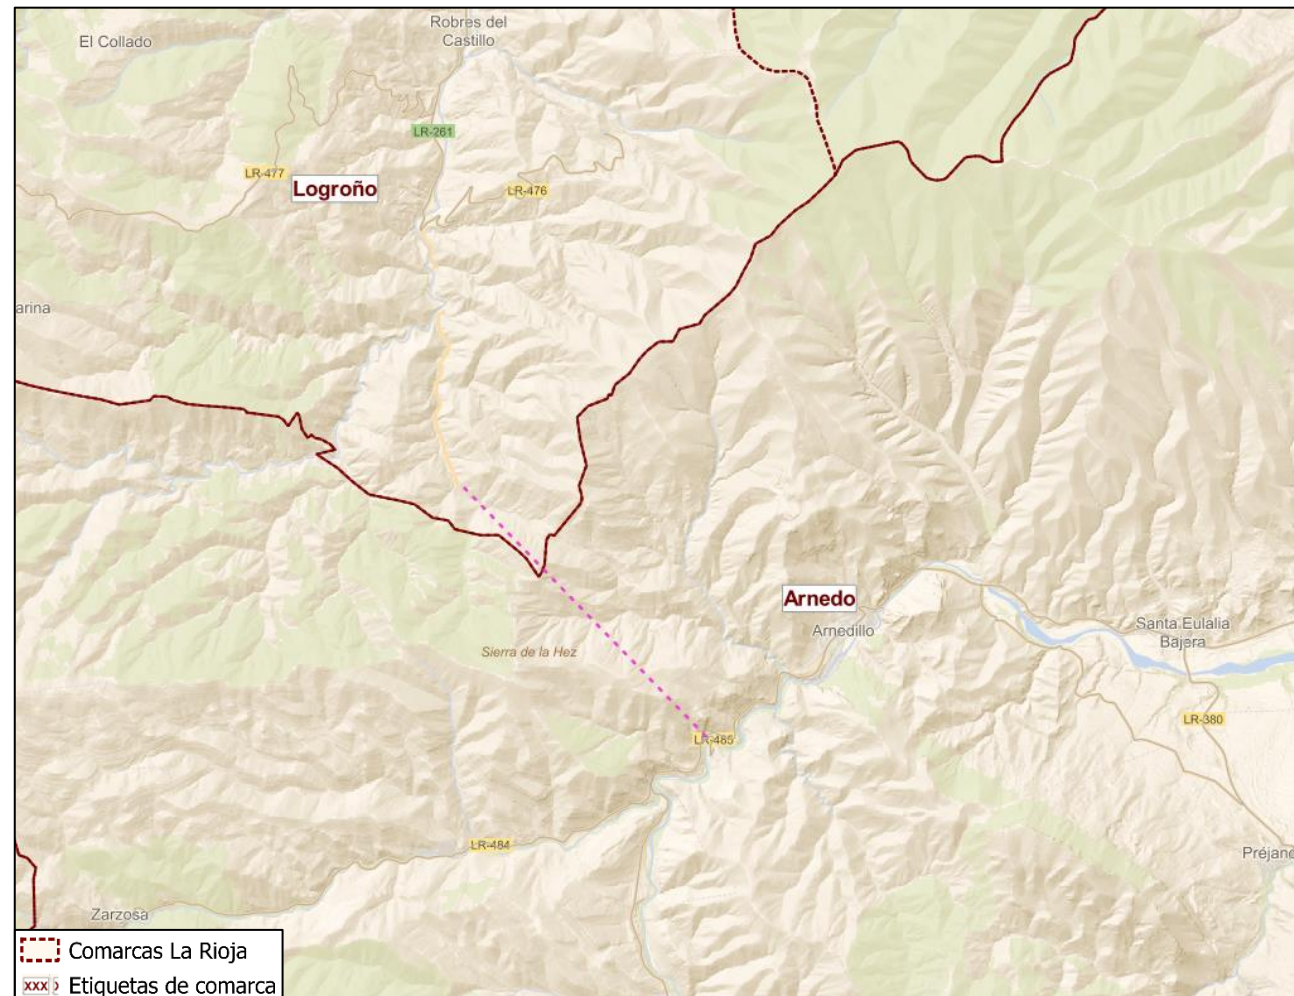 Robres del
Castillo
El Collado
LR-261
LR-477
Logroño
LR-476
arina
Arnedo
Arnedillo
Santa Eulalia
Bajera
Sierra de la Hez
LR-380
LR-485
LR-484
Préjano
Zarzosa
Comarcas La Rioja
xxx
Etiquetas de comarca